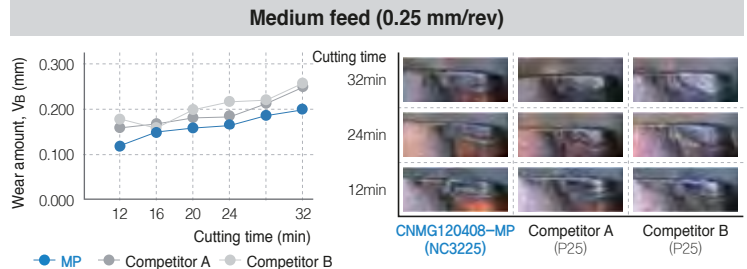 Medium feed (0.25 mm/rev)
Wear amount, VB (mm)
0.300
0.200
0.100
0.000
12 16 20 24 32
Cutting time (min)
MP Competitor A Competitor B
Cutting time
32min
24min
12min
CNMG120408–MP
(NC3225)
Competitor A
(P25)
Competitor B
(P25)